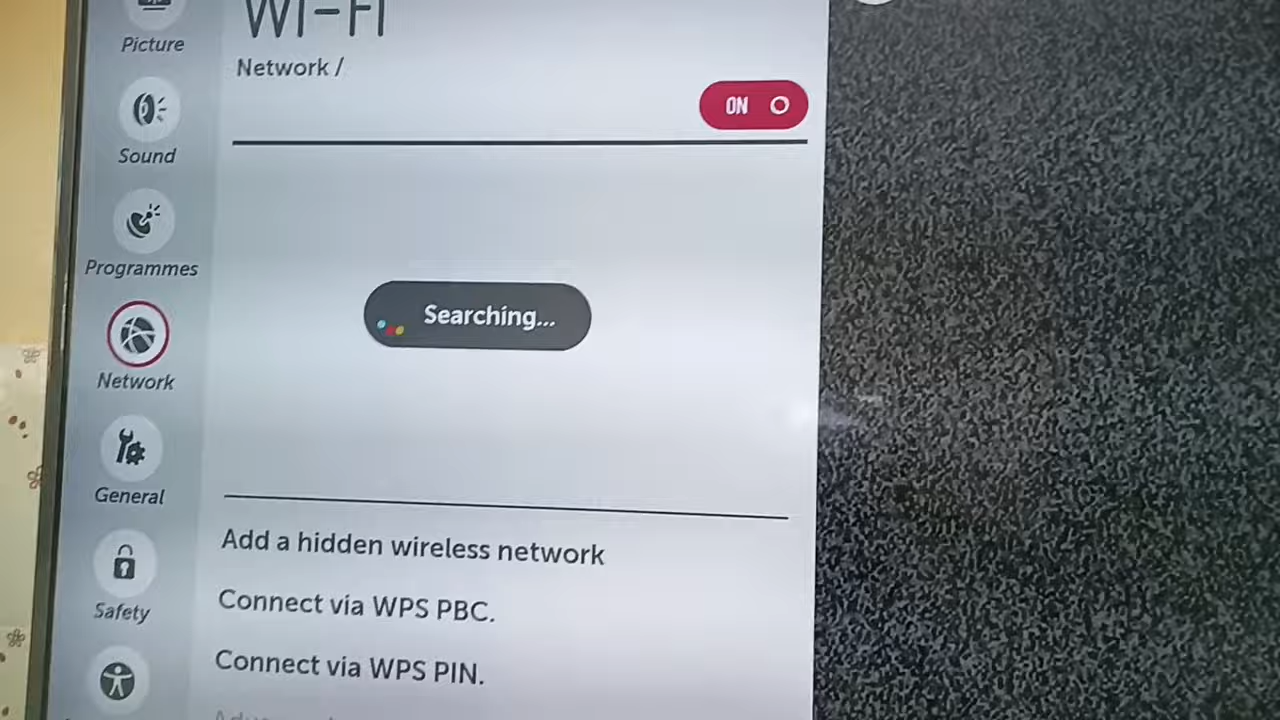 Wi-Fi
Network /
ON
Picture
Sound
Programmes
Network
General
Safety
Searching...
Add a hidden wireless network
Connect via WPS PBC.
Connect via WPS PIN.